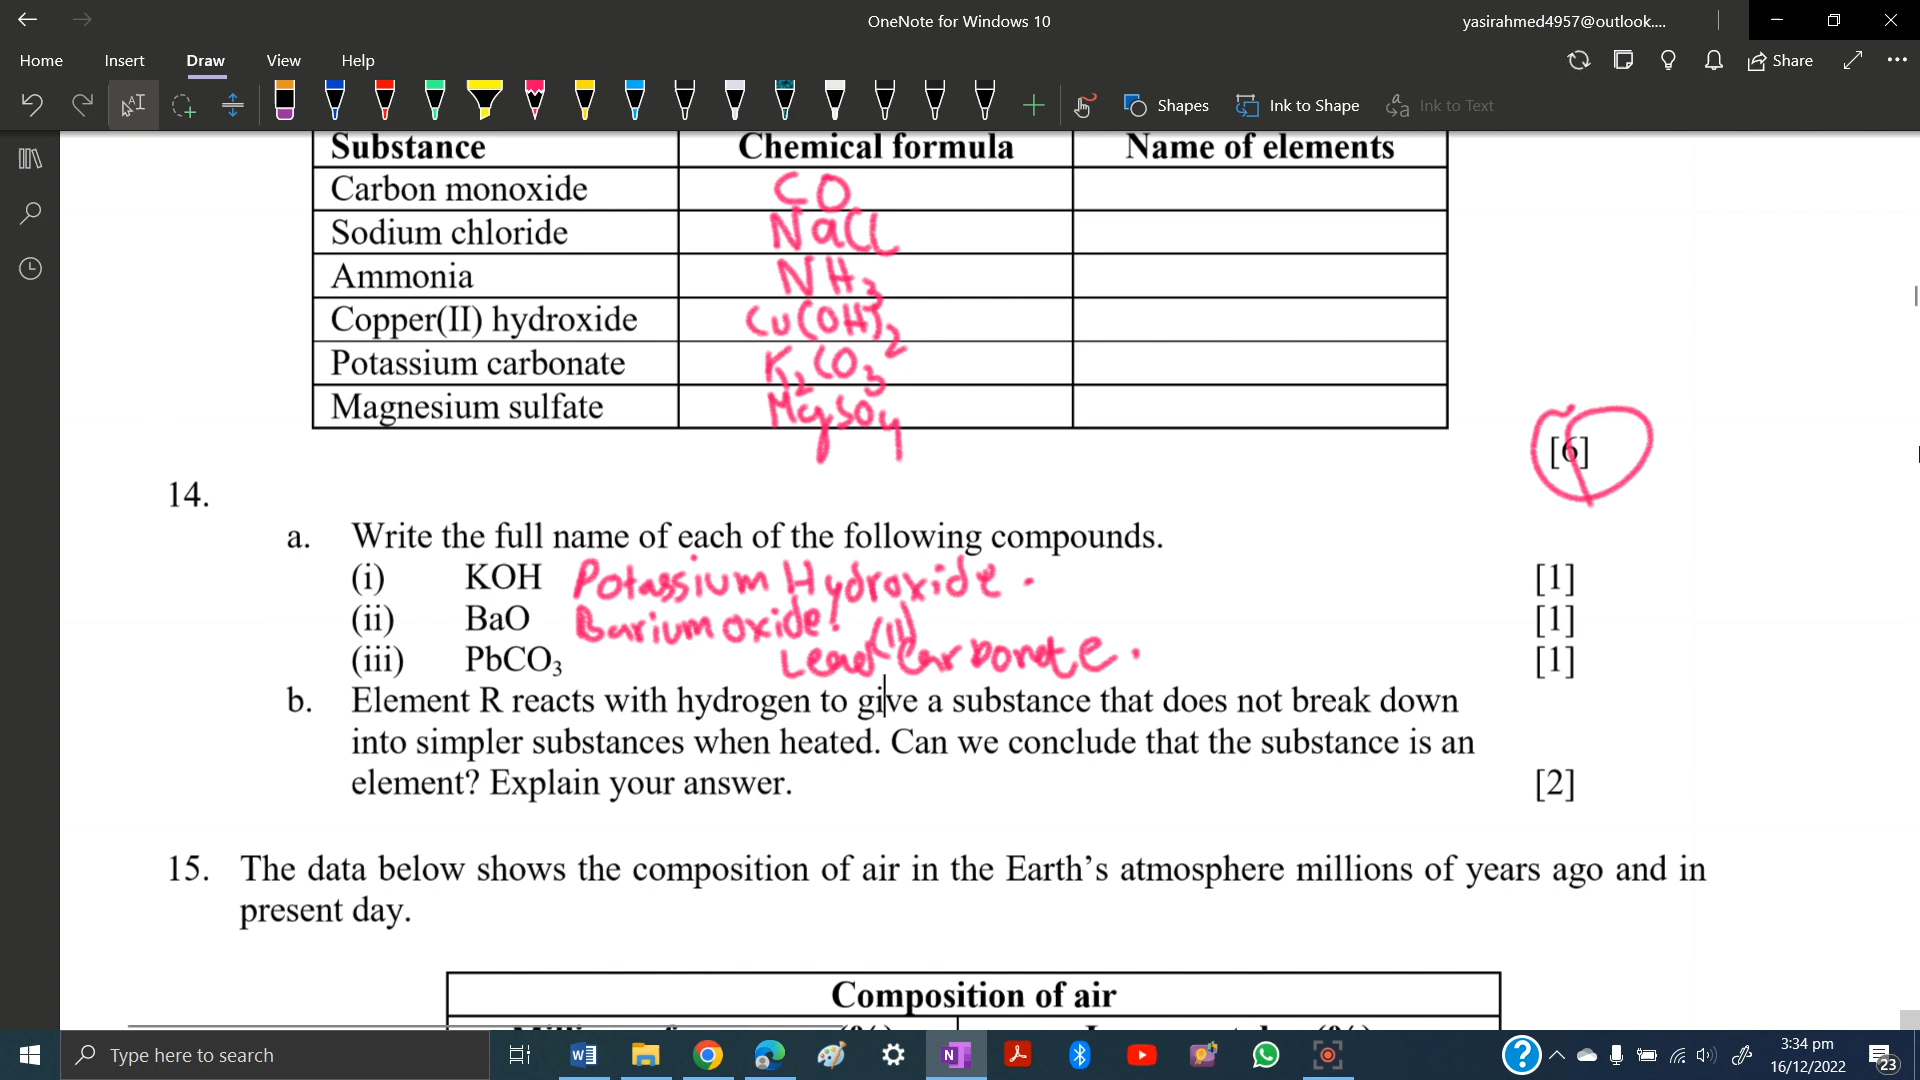 OneNote for Windows 10
yasirahmed4957@outlook....
Home Insert Draw View Help
Share
Shapes Ink to Shape Ink to Text
Substance Chemical formula Name of elements
Carbon monoxide CO
Sodium chloride NaCl
Ammonia NH3
Copper(II) hydroxide Cu(OH)2
Potassium carbonate K2CO3
Magnesium sulfate MgSO4
[6]
14.
a. Write the full name of each of the following compounds.
(i) KOH Potassium Hydroxide. [1]
(ii) BaO Barium oxide! [1]
(iii) PbCO3 Lead (II) Carbonate. [1]
b. Element R reacts with hydrogen to give a substance that does not break down
into simpler substances when heated. Can we conclude that the substance is an
element? Explain your answer. [2]
15. The data below shows the composition of air in the Earth's atmosphere millions of years ago and in
present day.
Composition of air
Type here to search
3:34 pm
16/12/2022
23